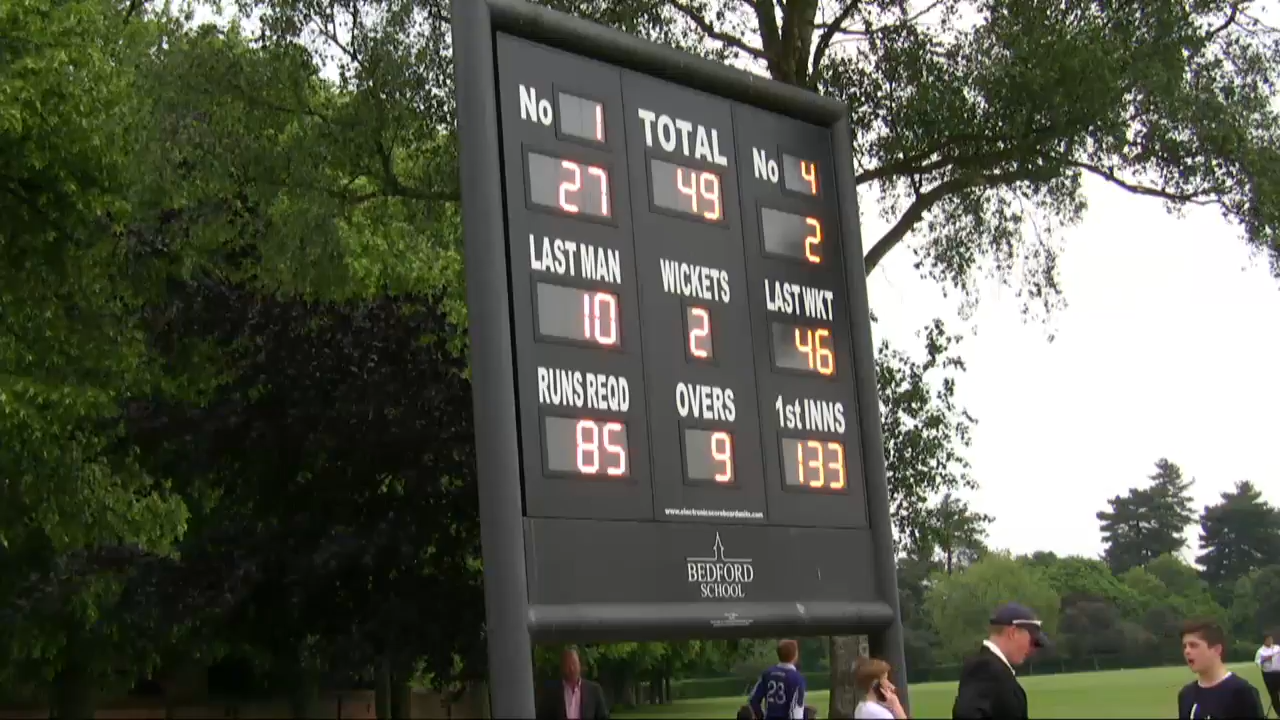 No 1
27
TOTAL
49
No 4
2
LAST MAN
10
WICKETS
2
LAST WKT
46
RUNS REQD
85
OVERS
9
1st INNS
133
www.electronicscoreboards.com
BEDFORD
SCHOOL
23